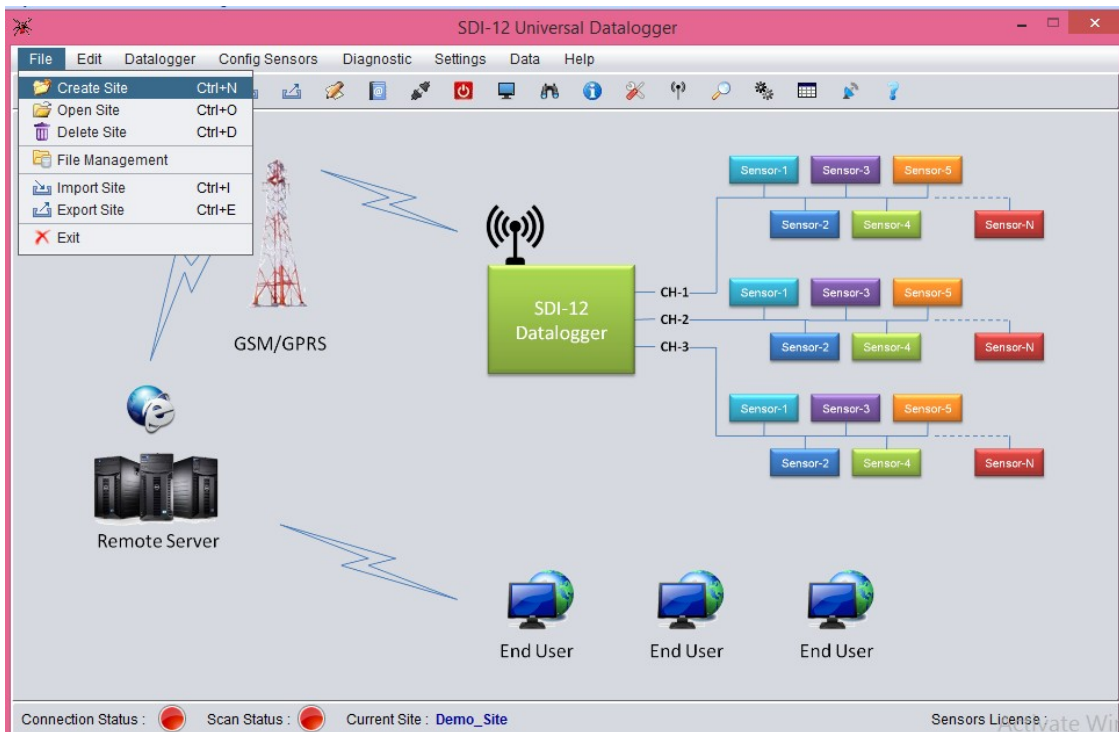 SDI-12 Universal Datalogger
File Edit Datalogger Config Sensors Diagnostic Settings Data Help
Create Site Ctrl+N
Open Site Ctrl+O
Delete Site Ctrl+D
File Management
Import Site Ctrl+I
Export Site Ctrl+E
Exit
GSM/GPRS
Remote Server
SDI-12
Datalogger
CH-1
CH-2
CH-3
Sensor-1 Sensor-3 Sensor-5
Sensor-2 Sensor-4 Sensor-N
Sensor-1 Sensor-3 Sensor-5
Sensor-2 Sensor-4 Sensor-N
Sensor-1 Sensor-3 Sensor-5
Sensor-2 Sensor-4 Sensor-N
End User End User End User
Connection Status : Scan Status : Current Site : Demo_Site Sensors License :
Activate Wi